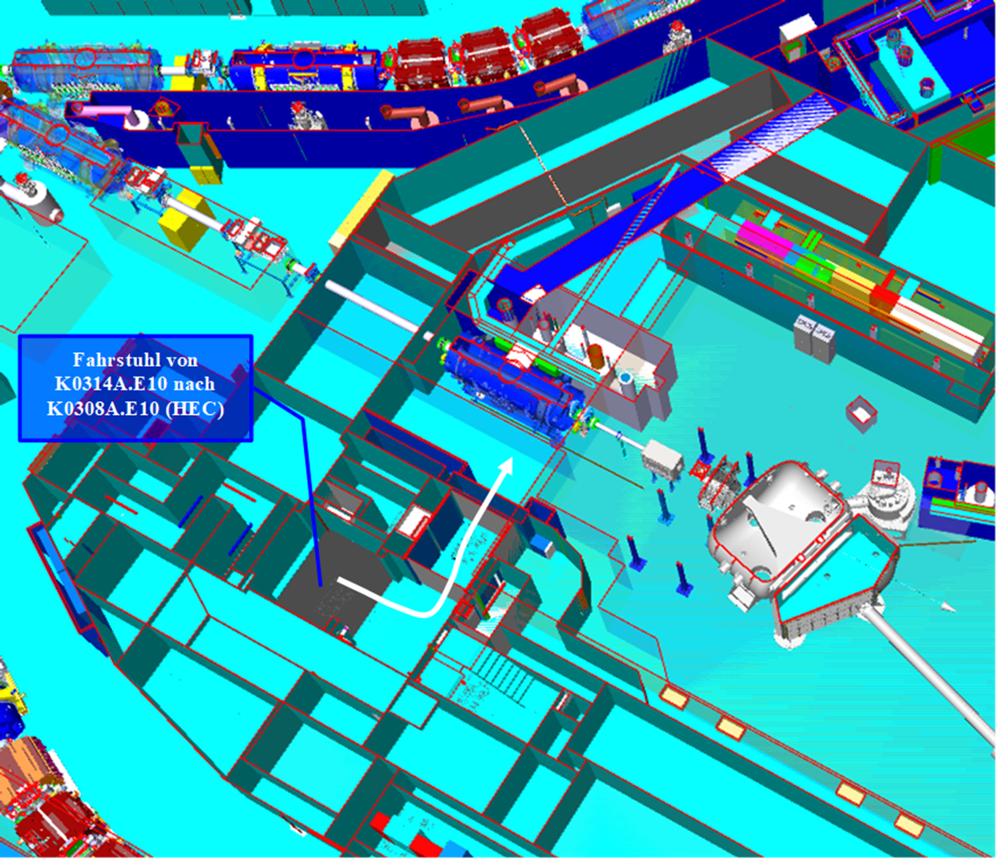 Fahrstuhl von
K0314A.E10 nach
K0308A.E10 (HEC)